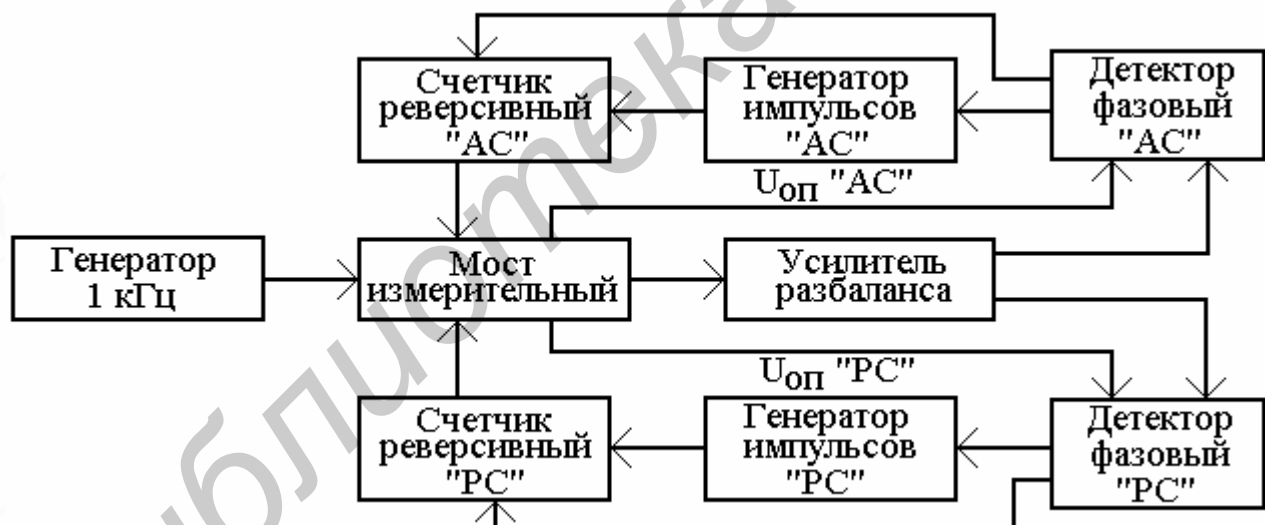 Счетчик
реверсивный
"АС"
Генератор
импульсов
"АС"
Детектор
фазовый
"АС"
Uоп "АС"
Генератор
1 кГц
Мост
измерительный
Усилитель
разбаланса
Uоп "РС"
Счетчик
реверсивный
"РС"
Генератор
импульсов
"РС"
Детектор
фазовый
"РС"